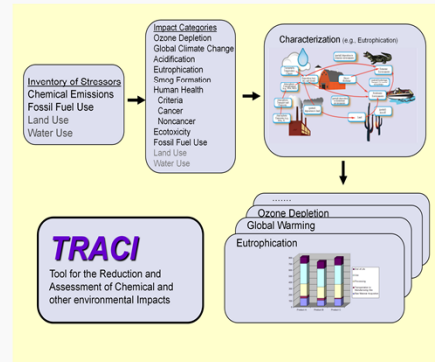 Inventory of Stressors
Chemical Emissions
Fossil Fuel Use
Land Use
Water Use
Impact Categories
Ozone Depletion
Global Climate Change
Acidification
Eutrophication
Smog Formation
Human Health
Criteria
Cancer
Noncancer
Ecotoxicity
Fossil Fuel Use
Land Use
Water Use
Characterization (e.g., Eutrophication)
.......
Ozone Depletion
Global Warming
Eutrophication
TRACI
Tool for the Reduction and
Assessment of Chemical and
other environmental Impacts